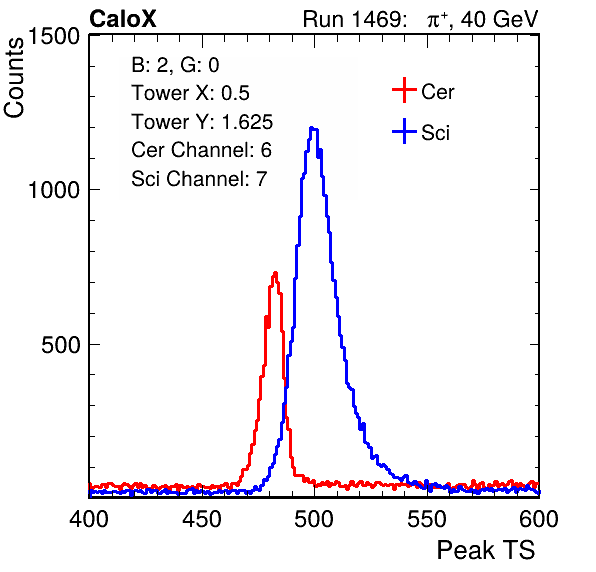 CaloX Run 1469: π⁺, 40 GeV
Counts
1500
1000
500
B: 2, G: 0
Tower X: 0.5
Tower Y: 1.625
Cer Channel: 6
Sci Channel: 7
Cer
Sci
400 450 500 550 600
Peak TS